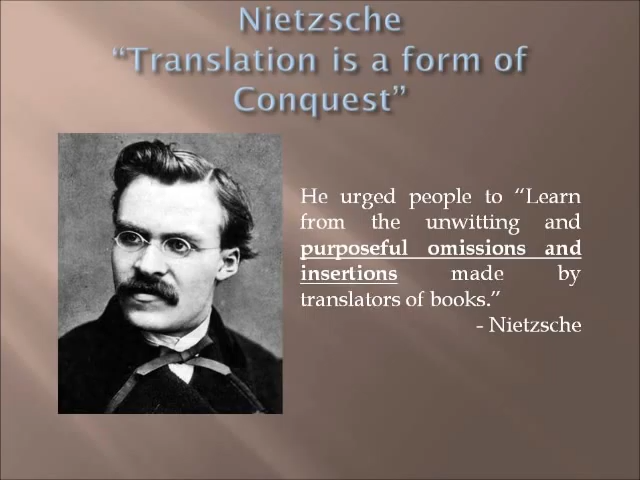 Nietzsche
“Translation is a form of
Conquest”
He urged people to “Learn
from the unwitting and
purposeful omissions and
insertions made by
translators of books.”
- Nietzsche